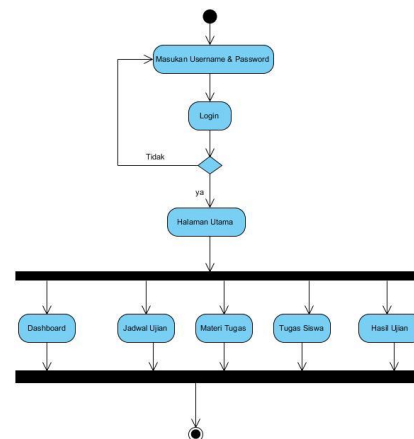 Masukan Username & Password
Login
Tidak
ya
Halaman Utama
Dashboard
Jadwal Ujian
Materi Tugas
Tugas Siswa
Hasil Ujian